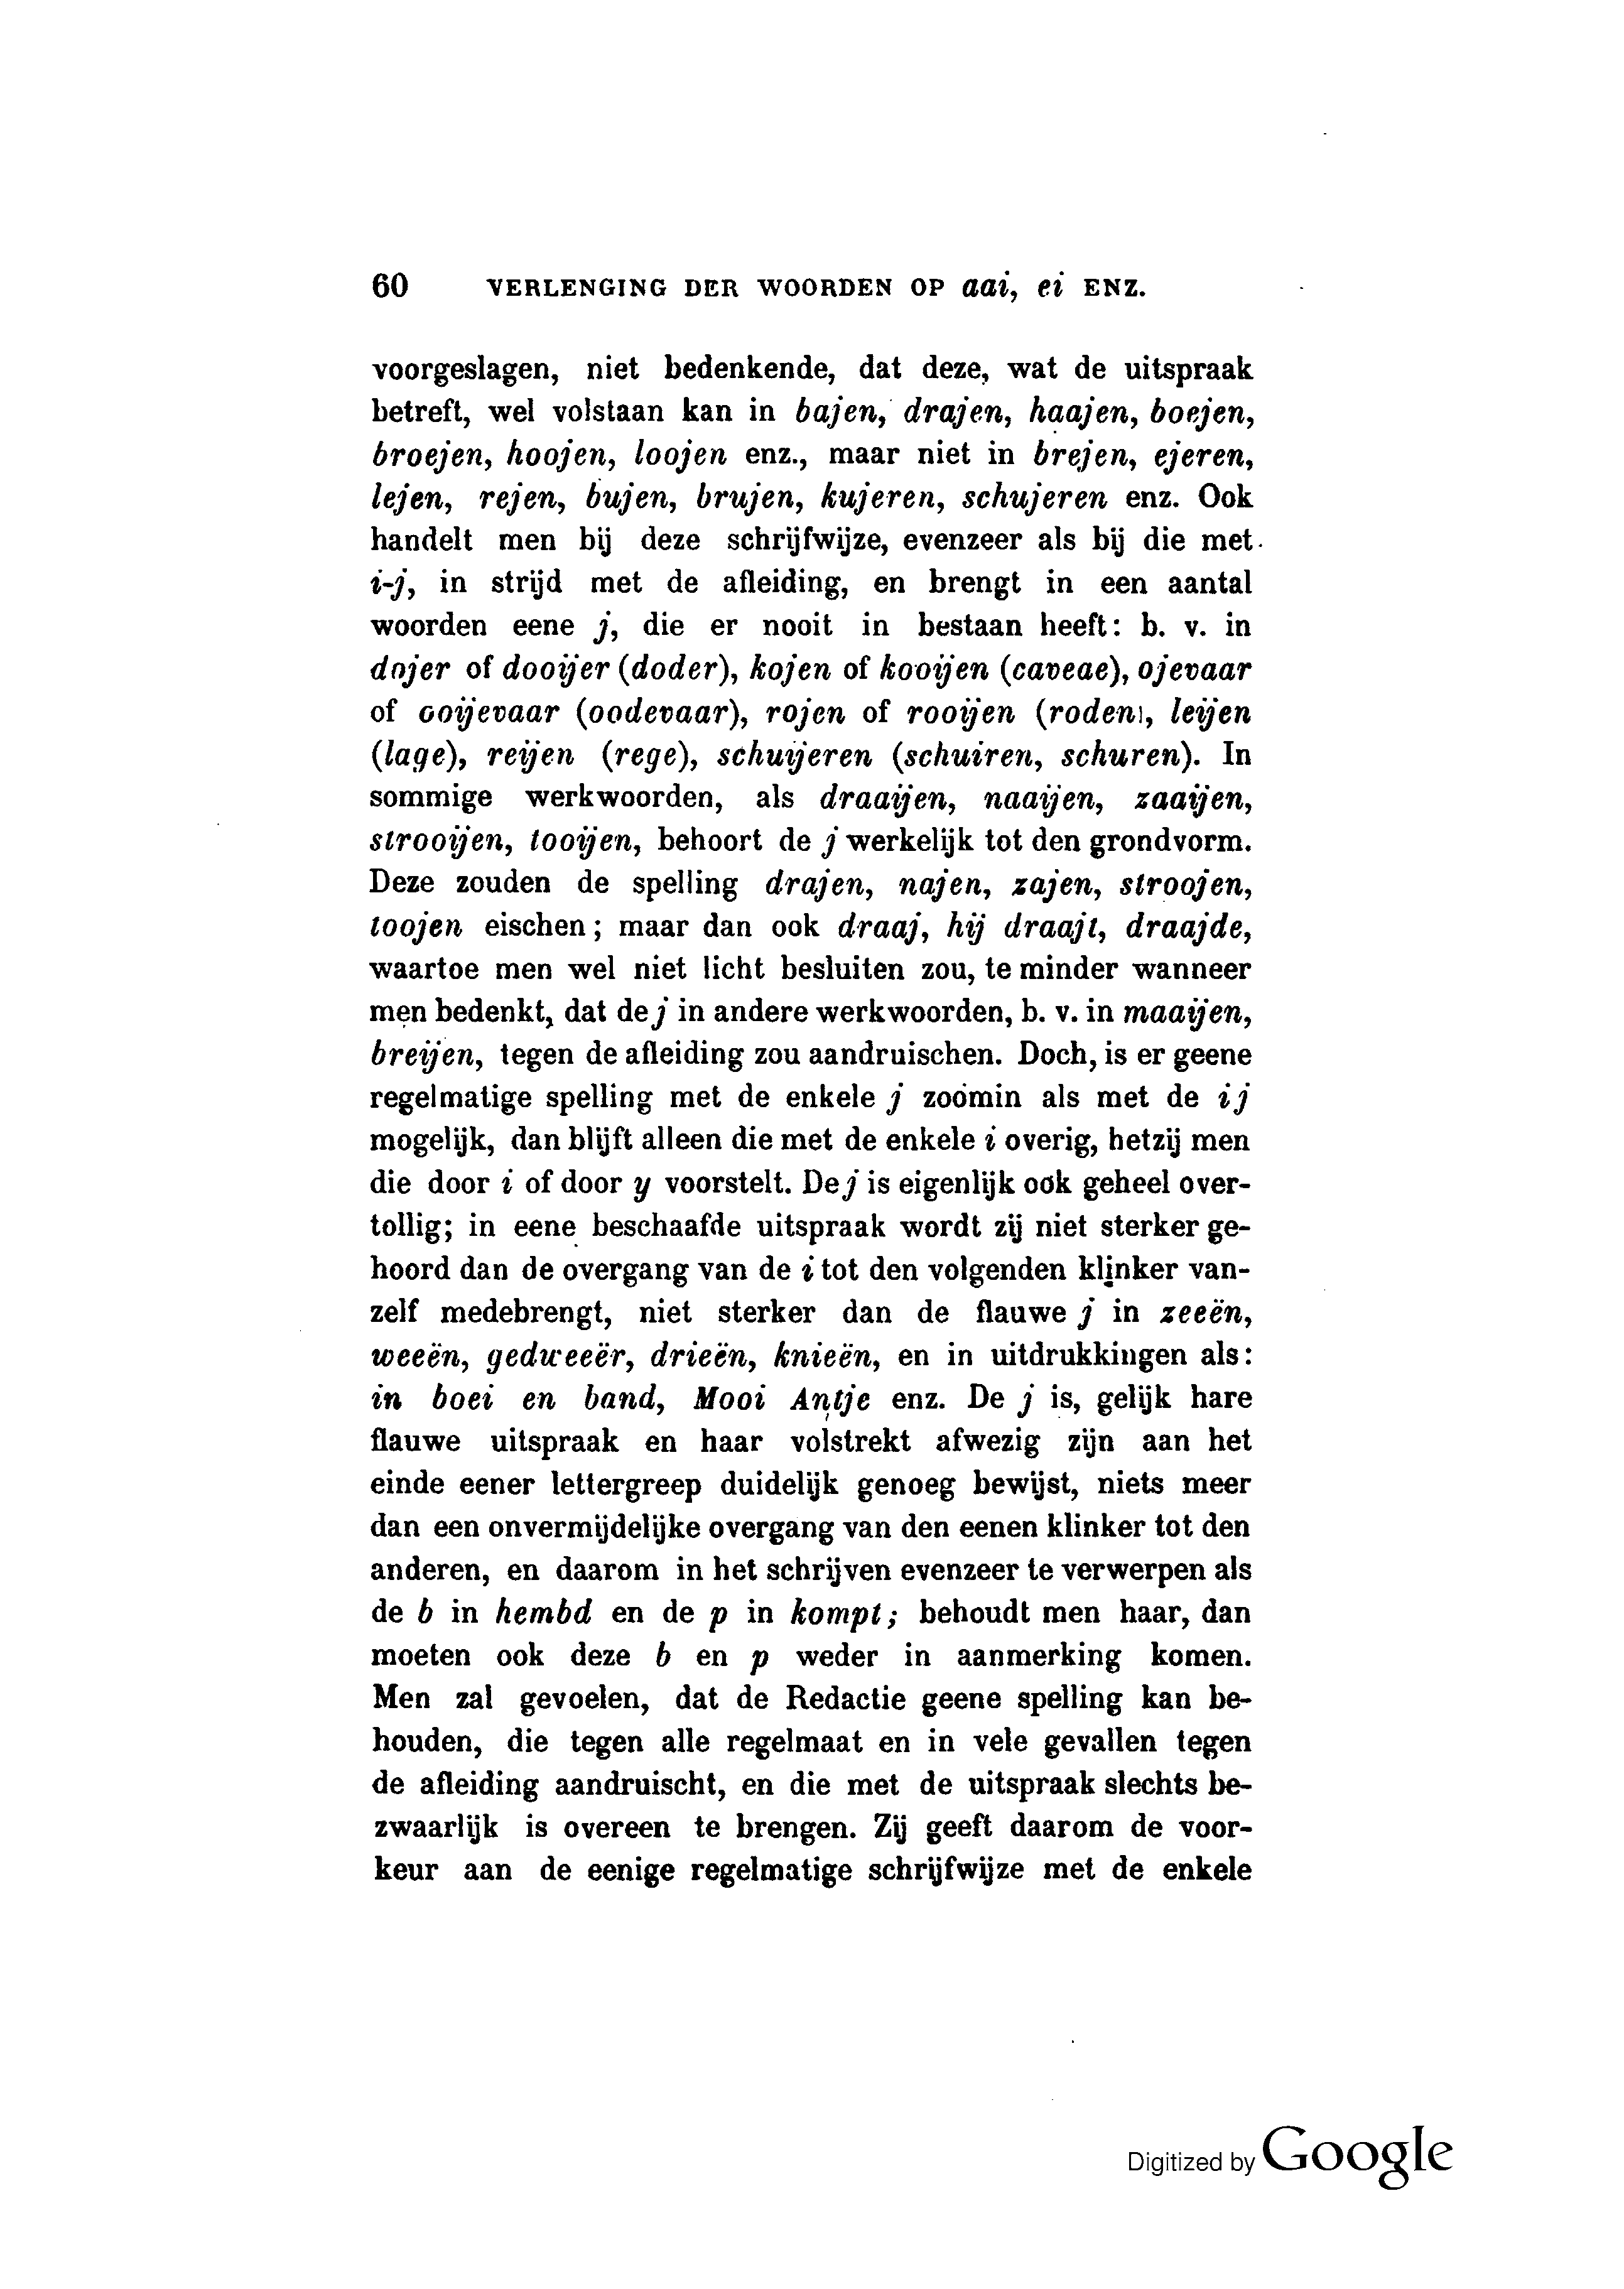 60 VERLENGING DER WOORDEN OP aai, ei ENZ.
voorgeslagen, niet bedenkende, dat deze, wat de uitspraak
betreft, wel volstaan kan in bajen, drajen, haajen, boejen,
broejen, hoojen, loojen enz., maar niet in brejen, ejeren,
lejen, rejen, bujen, brujen, kujeren, schujeren enz. Ook
handelt men bij deze schrijfwijze, evenzeer als bij die met
i-j, in strijd met de afleiding, en brengt in een aantal
woorden eene j, die er nooit in bestaan heeft: b. v. in
dojer of dooijer (doder), kojen of kooijen (caveae), ojevaar
of ooijevaar (oodevaar), rojen of rooijen (roden), leijen
(lage), reijen (rege), schuijeren (schuiren, schuren). In
sommige werkwoorden, als draaijen, naaijen, zaaijen,
strooijen, tooijen, behoort de j werkelijk tot den grondvorm.
Deze zouden de spelling drajen, najen, zajen, stroojen,
toojen eischen; maar dan ook draaj, hij draajt, draajde,
waartoe men wel niet licht besluiten zou, te minder wanneer
men bedenkt, dat de j in andere werkwoorden, b. v. in maaijen,
breijen, tegen de afleiding zou aandruischen. Doch, is er geene
regelmatige spelling met de enkele j zoomin als met de ij
mogelijk, dan blijft alleen die met de enkele i overig, hetzij men
die door i of door y voorstelt. De j is eigenlijk ook geheel over-
tollig; in eene beschaafde uitspraak wordt zij niet sterker ge-
hoord dan de overgang van de i tot den volgenden klinker van-
zelf medebrengt, niet sterker dan de flauwe j in zeeën,
weeën, gedweeër, drieën, knieën, en in uitdrukkingen als:
in boei en band, Mooi Antje enz. De j is, gelijk hare
flauwe uitspraak en haar volstrekt afwezig zijn aan het
einde eener lettergreep duidelijk genoeg bewijst, niets meer
dan een onvermijdelijke overgang van den eenen klinker tot den
anderen, en daarom in het schrijven evenzeer te verwerpen als
de b in hembd en de p in kompt; behoudt men haar, dan
moeten ook deze b en p weder in aanmerking komen.
Men zal gevoelen, dat de Redactie geene spelling kan be-
houden, die tegen alle regelmaat en in vele gevallen tegen
de afleiding aandruischt, en die met de uitspraak slechts be-
zwaarlijk is overeen te brengen. Zij geeft daarom de voor-
keur aan de eenige regelmatige schrijfwijze met de enkele
Digitized by Google